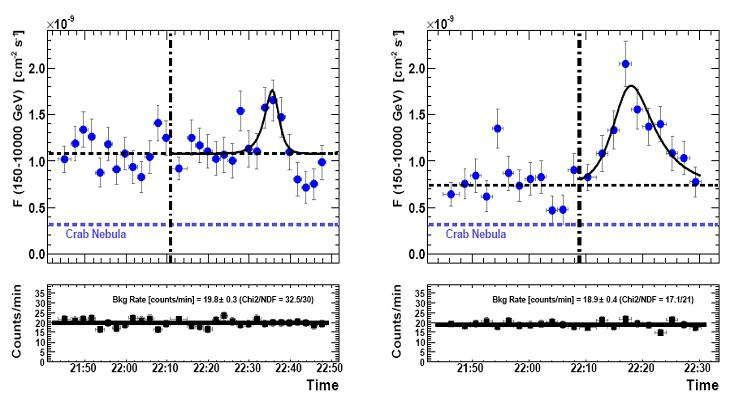 ×10⁻⁹
F (150-10000 GeV) [cm⁻² s⁻¹]
2.0
1.5
1.0
0.5
0.0
Crab Nebula
Counts/min
35
30
25
20
15
10
5
0
Bkg Rate [counts/min] = 19.8± 0.3 (Chi2/NDF = 32.5/30)
21:50 22:00 22:10 22:20 22:30 22:40 22:50
Time
×10⁻⁹
F (150-10000 GeV) [cm⁻² s⁻¹]
2.0
1.5
1.0
0.5
0.0
Crab Nebula
Counts/min
35
30
25
20
15
10
5
0
Bkg Rate [counts/min] = 18.9± 0.4 (Chi2/NDF = 17.1/21)
21:50 22:00 22:10 22:20 22:30
Time